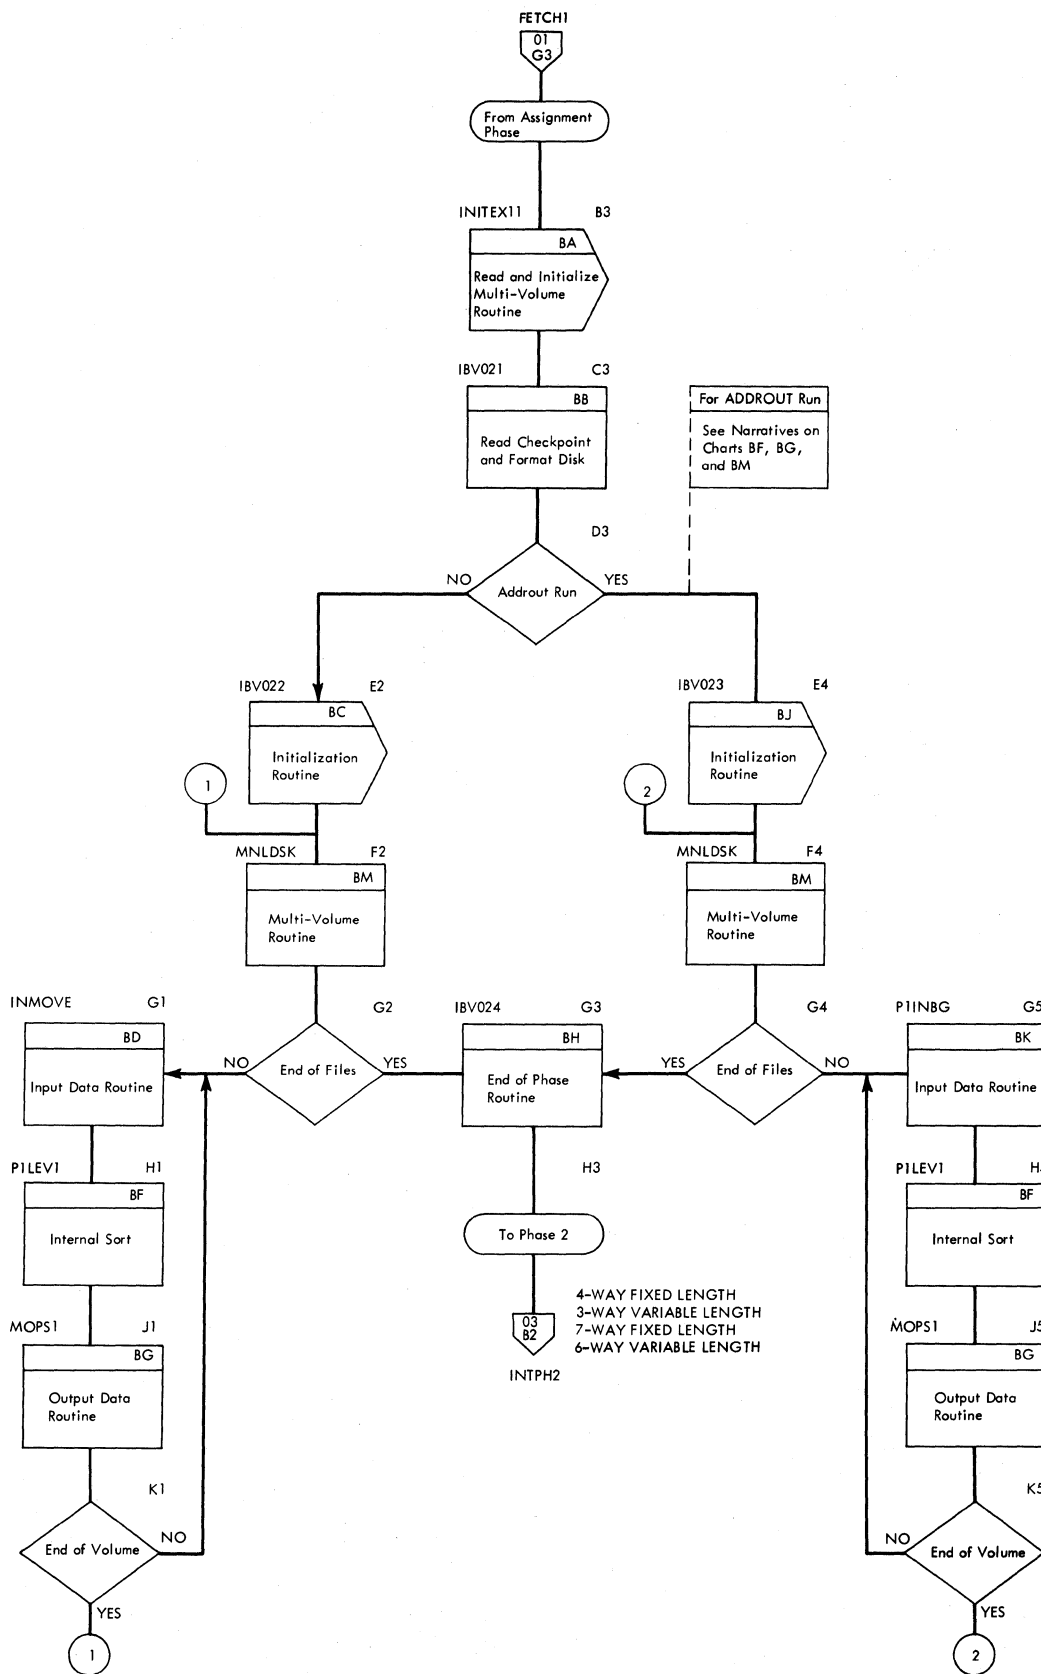 FETCH1
01
G3
From Assignment
Phase
INITEX11 B3
BA
Read and Initialize
Multi-Volume
Routine
IBV021 C3
BB
Read Checkpoint
and Format Disk
For ADDROUT Run
See Narratives on
Charts BF, BG,
and BM
D3
NO Addrout Run YES
IBV022 E2
BC
Initialization
Routine
1
IBV023 E4
BJ
Initialization
Routine
2
MNLDSK F2
BM
Multi-Volume
Routine
MNLDSK F4
BM
Multi-Volume
Routine
INMOVE G1
BD
Input Data Routine
G2
NO End of Files YES
IBV024 G3
BH
End of Phase
Routine
G4
YES End of Files NO
P1INBG G5
BK
Input Data Routine
P1LEV1 H1
BF
Internal Sort
H3
To Phase 2
P1LEV1
BF
Internal Sort
03
B2
INTPH2
4-WAY FIXED LENGTH
3-WAY VARIABLE LENGTH
7-WAY FIXED LENGTH
6-WAY VARIABLE LENGTH
MOPS1 J1
BG
Output Data
Routine
MOPS1 J5
BG
Output Data
Routine
K1
End of Volume NO
YES
1
K5
NO End of Volume
YES
2